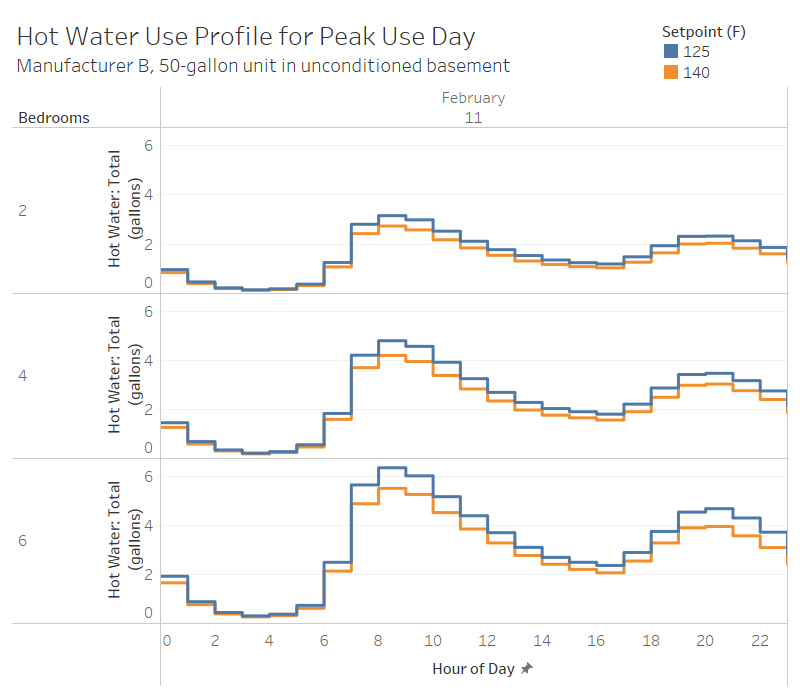 Hot Water Use Profile for Peak Use Day
Manufacturer B, 50-gallon unit in unconditioned basement
Setpoint (F)
125
140
Bedrooms
February
11
2
Hot Water: Total
(gallons)
6
4
2
0
4
Hot Water: Total
(gallons)
6
4
2
0
6
Hot Water: Total
(gallons)
6
4
2
0
0 2 4 6 8 10 12 14 16 18 20 22
Hour of Day